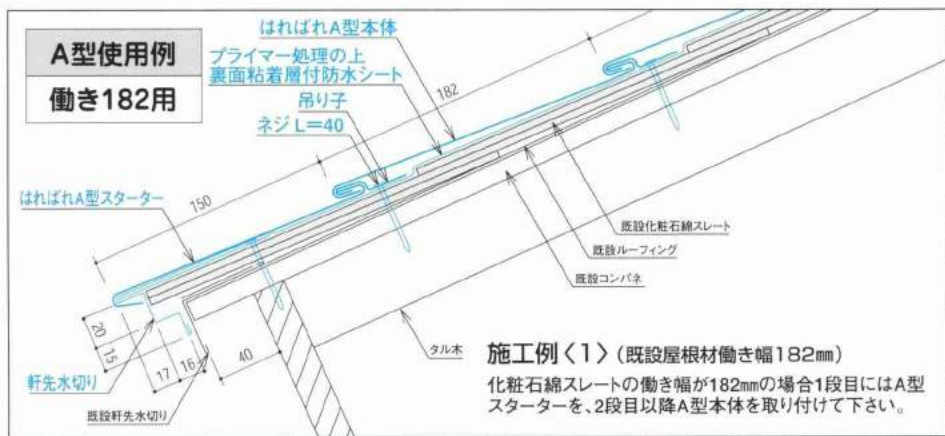 A型使用例
働き182用
はればれA型本体
プライマー処理の上
裏面粘着層付防水シート
吊り子
ネジ L=40
182
150
はればれA型スターター
既設化粧石綿スレート
既設ルーフィング
既設コンパネ
タル木
20
15
17
16
40
軒先水切り
既設軒先水切り
施工例〈1〉(既設屋根材働き幅182㎜)
化粧石綿スレートの働き幅が182㎜の場合1段目にはA型
スターターを、2段目以降A型本体を取り付けて下さい。